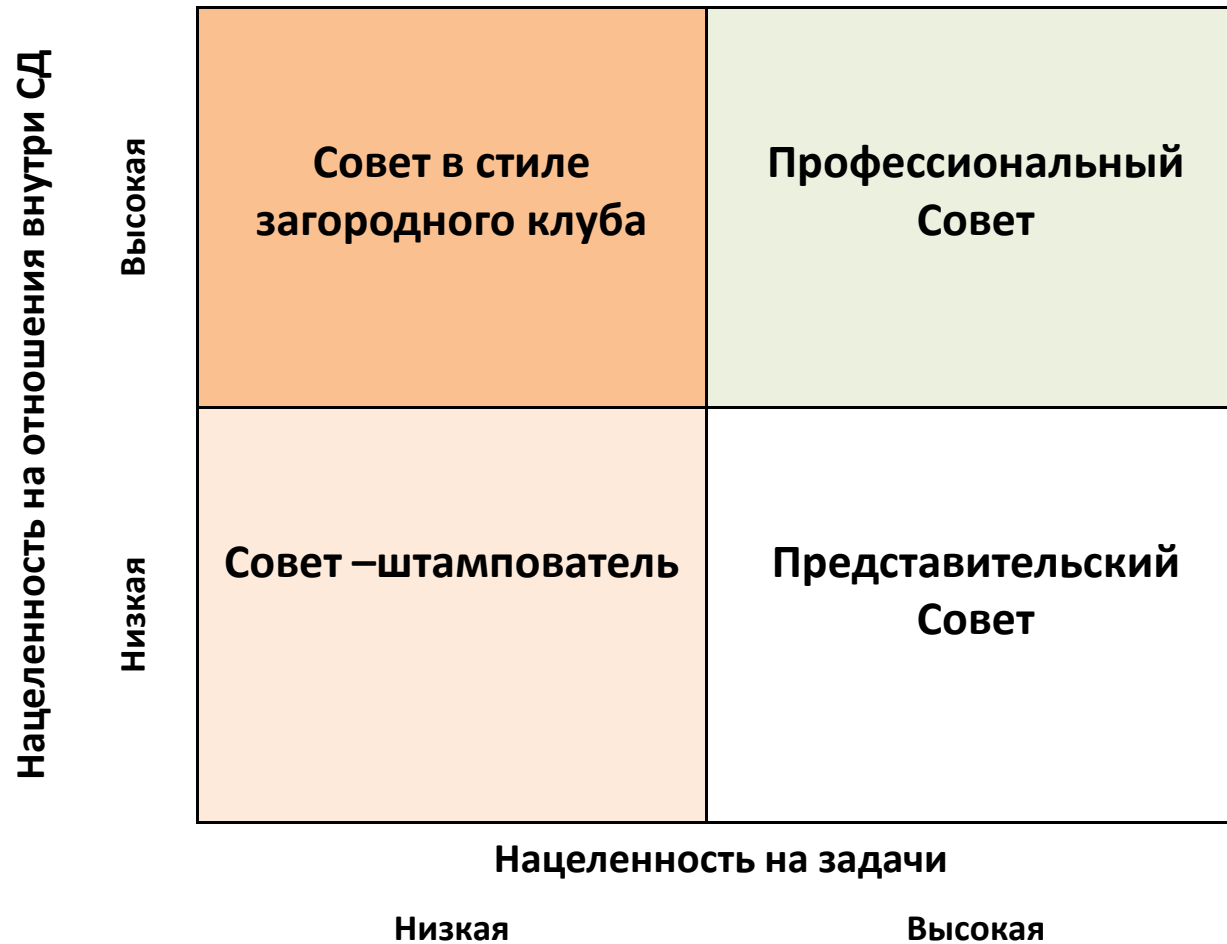 Нацеленность на отношения внутри СД
Высокая
Совет в стиле
загородного клуба
Профессиональный
Совет
Низкая
Совет –штампователь
Представительский
Совет
Нацеленность на задачи
Низкая
Высокая